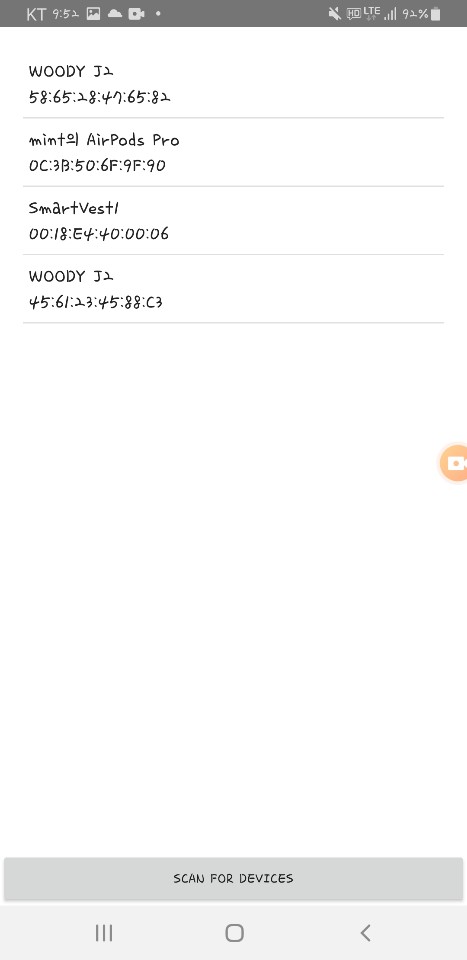 KT 9:52 HD LTE 92%
WOODY J2
58:65:28:47:65:82
mint의 AirPods Pro
0C:3B:50:6F:9F:90
SmartVest1
00:18:E4:40:00:06
WOODY J2
45:61:23:45:88:C3
SCAN FOR DEVICES